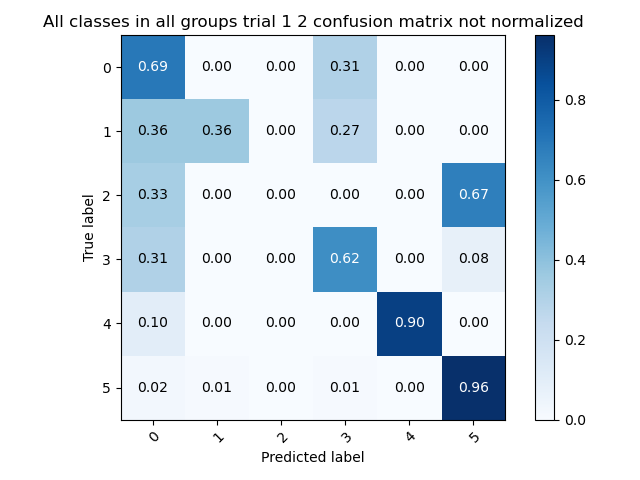 All classes in all groups trial 1 2 confusion matrix not normalized
0 0.69 0.00 0.00 0.31 0.00 0.00
1 0.36 0.36 0.00 0.27 0.00 0.00
2 0.33 0.00 0.00 0.00 0.00 0.67
3 0.31 0.00 0.00 0.62 0.00 0.08
4 0.10 0.00 0.00 0.00 0.90 0.00
5 0.02 0.01 0.00 0.01 0.00 0.96
0 1 2 3 4 5
True label
Predicted label
0.8
0.6
0.4
0.2
0.0